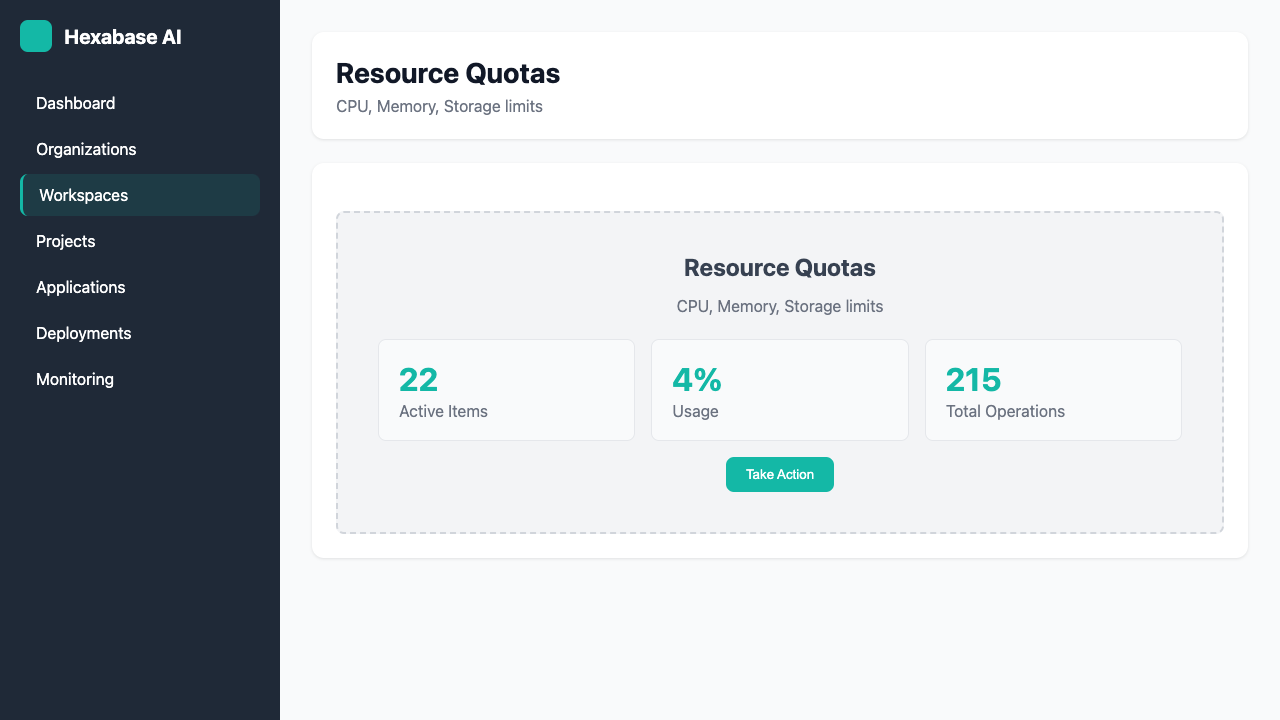 Hexabase AI
Dashboard
Organizations
Workspaces
Projects
Applications
Deployments
Monitoring
Resource Quotas
CPU, Memory, Storage limits
Resource Quotas
CPU, Memory, Storage limits
22
Active Items
4%
Usage
215
Total Operations
Take Action